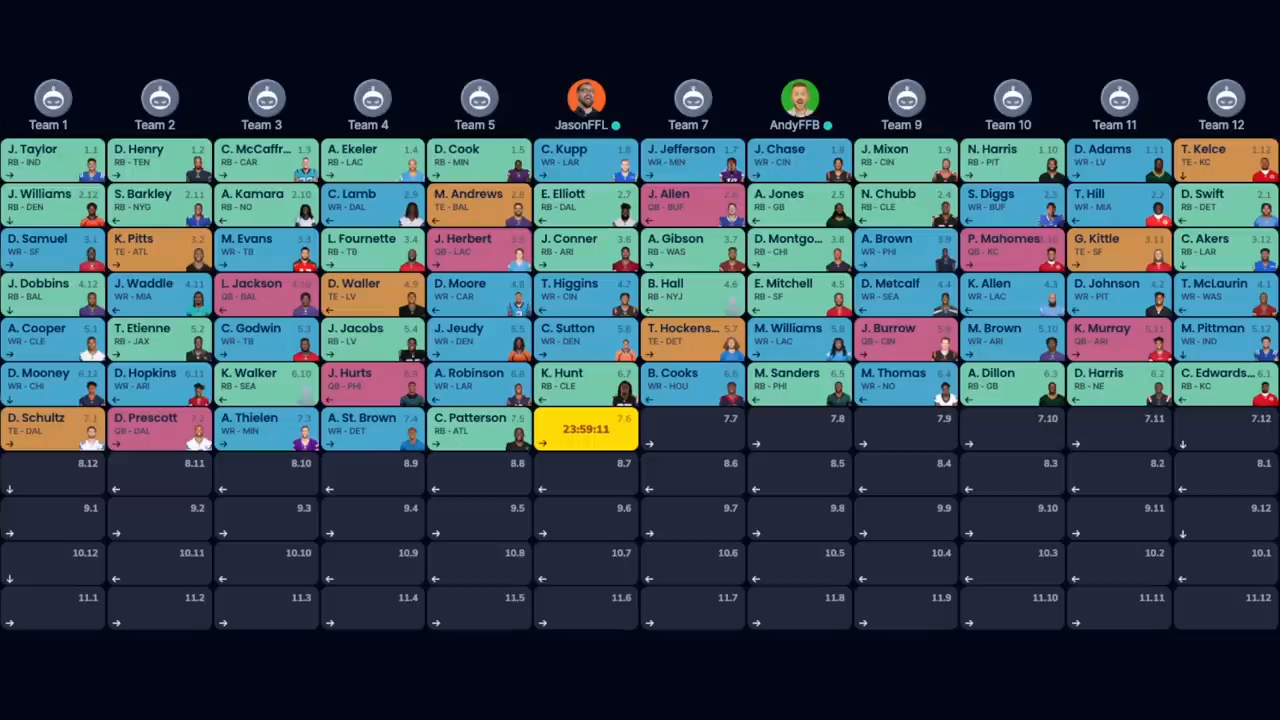 Team 1 Team 2 Team 3 Team 4 Team 5 JasonFFL Team 7 AndyFFB Team 9 Team 10 Team 11 Team 12
J. Taylor 1.1 D. Henry 1.2 C. McCaffr... 1.3 A. Ekeler 1.4 D. Cook 1.5 C. Kupp 1.6 J. Jefferson 1.7 J. Chase 1.8 J. Mixon 1.9 N. Harris 1.10 D. Adams 1.11 T. Kelce 1.12
RB - IND RB - TEN RB - CAR RB - LAC RB - MIN WR - LAR WR - MIN WR - CIN RB - CIN RB - PIT WR - LV TE - KC
J. Williams 2.12 S. Barkley 2.11 A. Kamara 2.10 C. Lamb 2.9 M. Andrews 2.8 E. Elliott 2.7 J. Allen 2.6 A. Jones 2.5 N. Chubb 2.4 S. Diggs 2.3 T. Hill 2.2 D. Swift 2.1
RB - DEN RB - NYG RB - NO WR - DAL TE - BAL RB - DAL QB - BUF RB - GB RB - CLE WR - BUF WR - MIA RB - DET
D. Samuel 3.1 K. Pitts 3.2 M. Evans 3.3 L. Fournette 3.4 J. Herbert 3.5 J. Conner 3.6 A. Gibson 3.7 D. Montgo... 3.8 A. Brown 3.9 P. Mahomes 3.10 G. Kittle 3.11 C. Akers 3.12
WR - SF TE - ATL WR - TB RB - TB QB - LAC RB - ARI RB - WAS RB - CHI WR - PHI QB - KC TE - SF RB - LAR
J. Dobbins 4.12 J. Waddle 4.11 L. Jackson 4.10 D. Waller 4.9 D. Moore 4.8 T. Higgins 4.7 B. Hall 4.6 E. Mitchell 4.5 D. Metcalf 4.4 K. Allen 4.3 D. Johnson 4.2 T. McLaurin 4.1
RB - BAL WR - MIA QB - BAL TE - LV WR - CAR WR - CIN RB - NYJ RB - SF WR - SEA WR - LAC WR - PIT WR - WAS
A. Cooper 5.1 T. Etienne 5.2 C. Godwin 5.3 J. Jacobs 5.4 J. Jeudy 5.5 C. Sutton 5.6 T. Hockens... 5.7 M. Williams 5.8 J. Burrow 5.9 M. Brown 5.10 K. Murray 5.11 M. Pittman 5.12
WR - CLE RB - JAX WR - TB RB - LV WR - DEN WR - DEN TE - DET WR - LAC QB - CIN WR - ARI QB - ARI WR - IND
D. Mooney 6.12 D. Hopkins 6.11 K. Walker 6.10 J. Hurts 6.9 A. Robinson 6.8 K. Hunt 6.7 B. Cooks 6.6 M. Sanders 6.5 M. Thomas 6.4 A. Dillon 6.3 D. Harris 6.2 C. Edwards... 6.1
WR - CHI WR - ARI RB - SEA QB - PHI WR - LAR RB - CLE WR - HOU RB - PHI WR - NO RB - GB RB - NE RB - KC
D. Schultz 7.1 D. Prescott 7.2 A. Thielen 7.3 A. St. Brown 7.4 C. Patterson 7.5 7.6 7.7 7.8 7.9 7.10 7.11 7.12
TE - DAL QB - DAL WR - MIN WR - DET RB - ATL 23:59:11
8.12 8.11 8.10 8.9 8.8 8.7 8.6 8.5 8.4 8.3 8.2 8.1
9.1 9.2 9.3 9.4 9.5 9.6 9.7 9.8 9.9 9.10 9.11 9.12
10.12 10.11 10.10 10.9 10.8 10.7 10.6 10.5 10.4 10.3 10.2 10.1
11.1 11.2 11.3 11.4 11.5 11.6 11.7 11.8 11.9 11.10 11.11 11.12